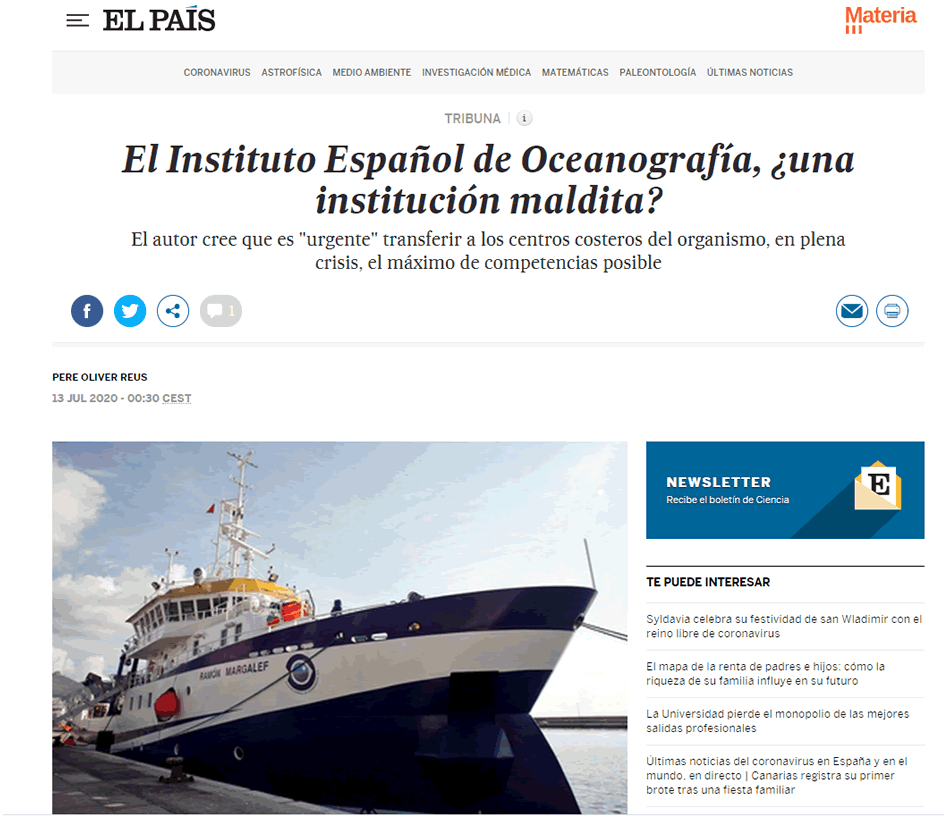 EL PAÍS
Materia
CORONAVIRUS ASTROFÍSICA MEDIO AMBIENTE INVESTIGACIÓN MÉDICA MATEMÁTICAS PALEONTOLOGÍA ÚLTIMAS NOTICIAS
TRIBUNA i
El Instituto Español de Oceanografía, ¿una
institución maldita?
El autor cree que es "urgente" transferir a los centros costeros del organismo, en plena
crisis, el máximo de competencias posible
f 1
PERE OLIVER REUS
13 JUL 2020 - 00:30 CEST
RAMÓN MARGALEF
NEWSLETTER
Recibe el boletín de Ciencia
E
TE PUEDE INTERESAR
Syldavia celebra su festividad de san Wladimir con el
reino libre de coronavirus
El mapa de la renta de padres e hijos: cómo la
riqueza de su familia influye en su futuro
La Universidad pierde el monopolio de las mejores
salidas profesionales
Últimas noticias del coronavirus en España y en el
mundo, en directo | Canarias registra su primer
brote tras una fiesta familiar